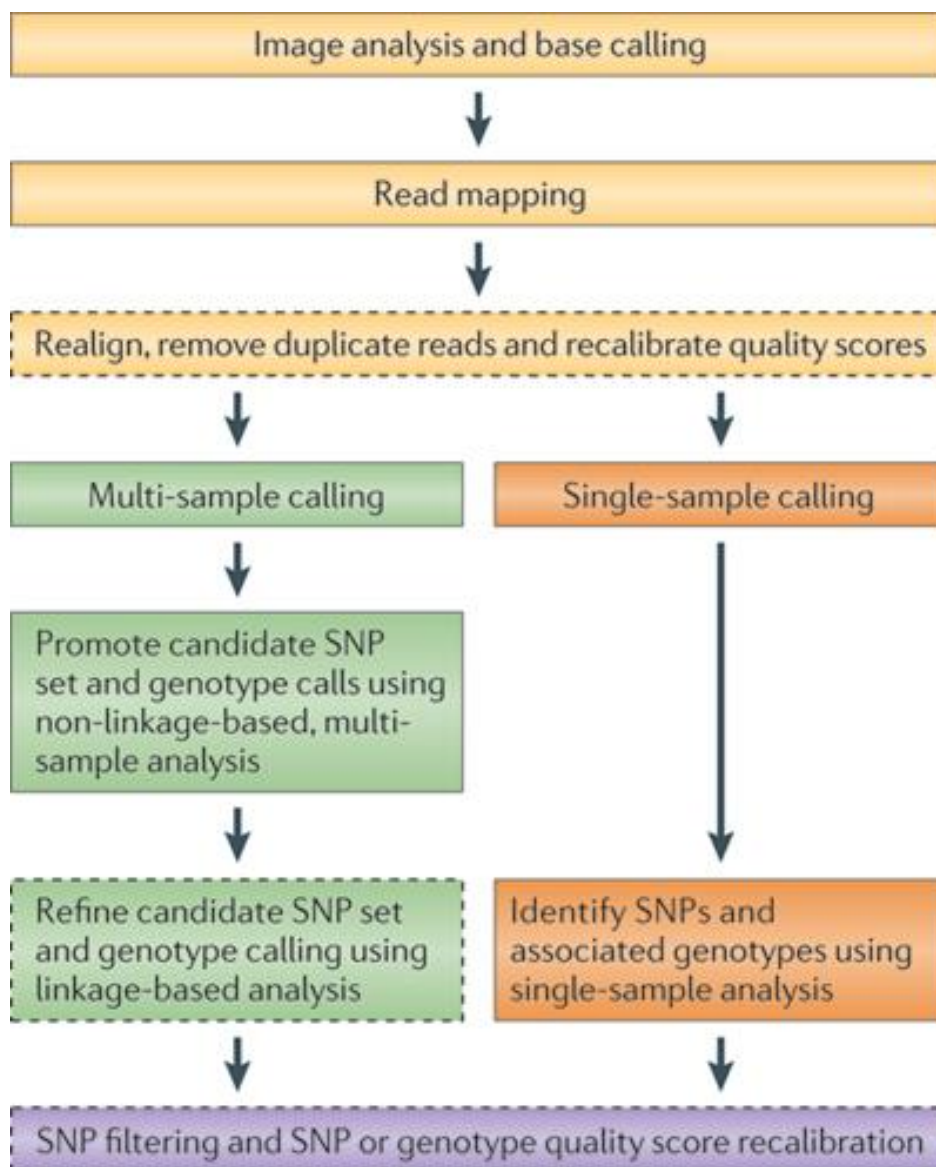 Image analysis and base calling
Read mapping
Realign, remove duplicate reads and recalibrate quality scores
Multi-sample calling
Single-sample calling
Promote candidate SNP
set and genotype calls using
non-linkage-based, multi-
sample analysis
Refine candidate SNP set
and genotype calling using
linkage-based analysis
Identify SNPs and
associated genotypes using
single-sample analysis
SNP filtering and SNP or genotype quality score recalibration